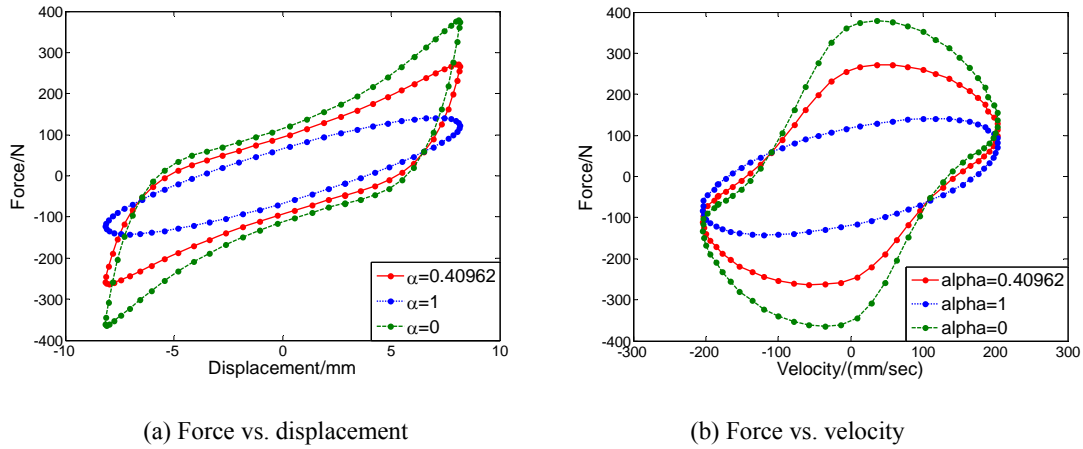 400
300
200
100
0
-100
-200
-300
-400
-10
-5
0
5
10
Force/N
Displacement/mm
α=0.40962
α=1
α=0
(a) Force vs. displacement
400
300
200
100
0
-100
-200
-300
-400
-300
-200
-100
0
100
200
300
Force/N
Velocity/(mm/sec)
alpha=0.40962
alpha=1
alpha=0
(b) Force vs. velocity